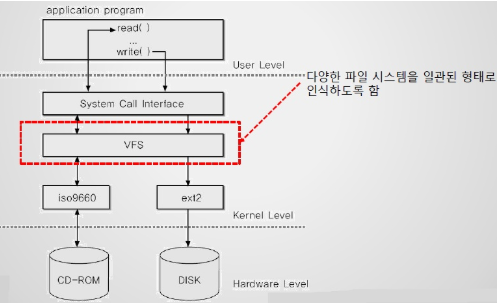 application program
read( )
...
write( )
User Level
다양한 파일 시스템을 일관된 형태로
인식하도록 함
System Call Interface
VFS
iso9660
ext2
Kernel Level
CD-ROM
DISK
Hardware Level